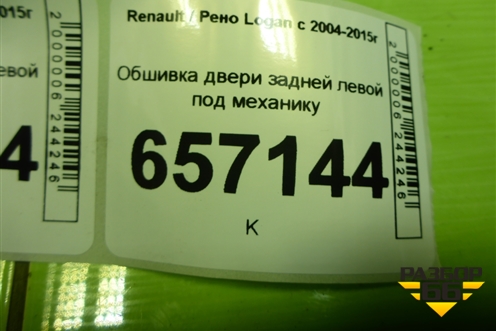 015г
Renault / Рено Logan с 2004-2015г
евой
Обшивка двери задней левой
под механику
4
657144
К
2000006244246
2000006244246
РАЗБОР
66